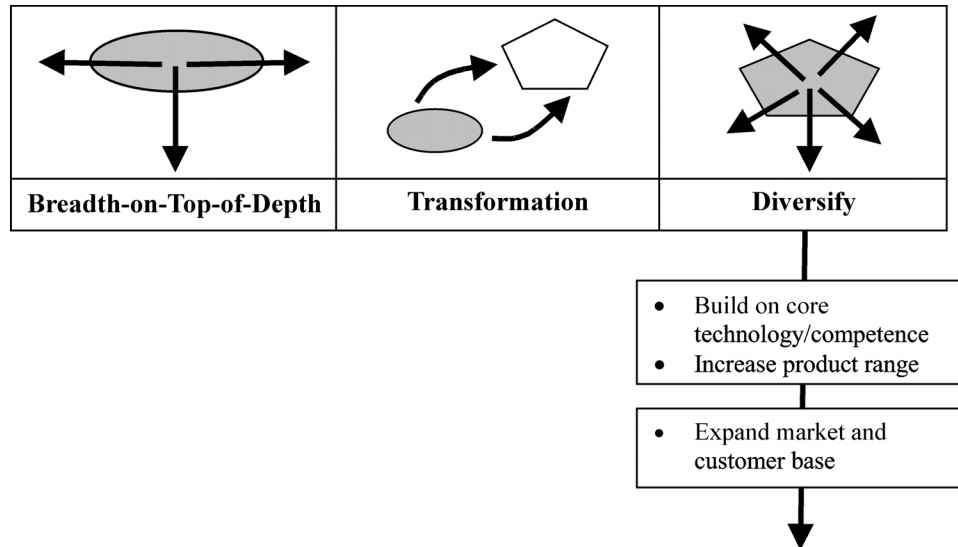 Breadth-on-Top-of-Depth
Transformation
Diversify
• Build on core
technology/competence
• Increase product range
• Expand market and
customer base